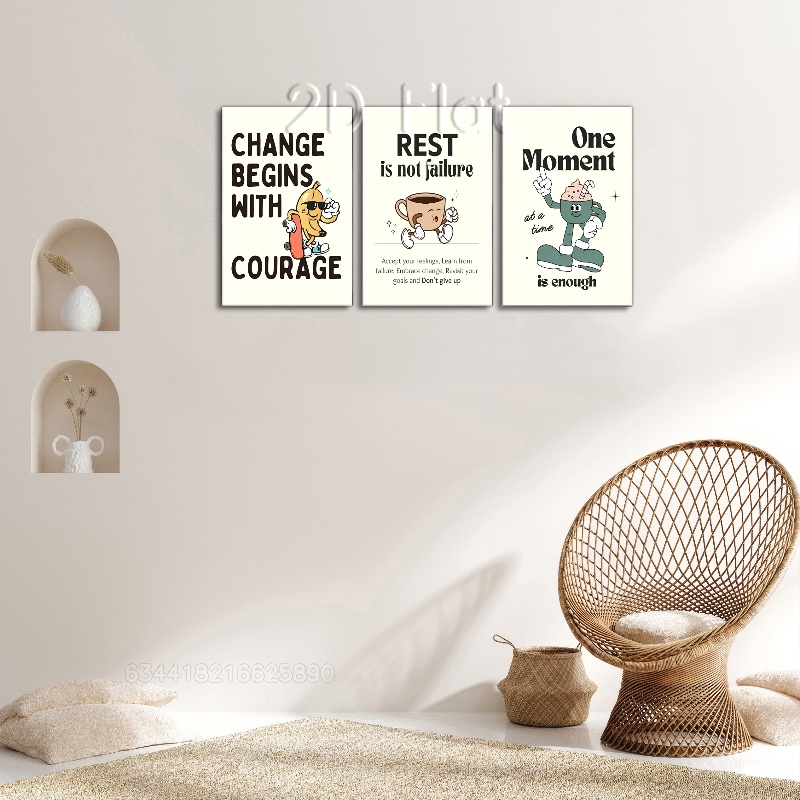 2D Flat
CHANGE
BEGINS
WITH
COURAGE
REST
is not failure
Accept your feelings, Learn from
failure. Embrace change, Revisit your
goals and Don't give up
One
Moment
at a
time
is enough
634418216625890